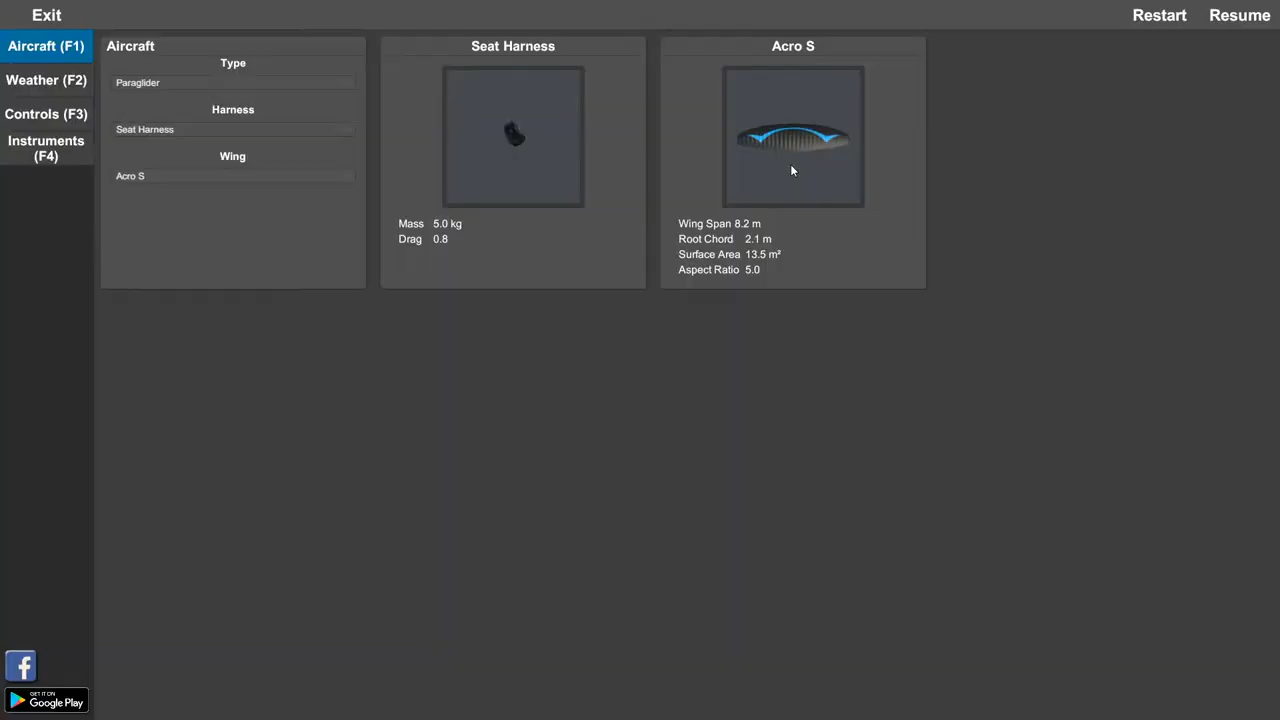 Exit
Restart
Resume
Aircraft (F1)
Weather (F2)
Controls (F3)
Instruments
(F4)
Aircraft
Type
Paraglider
Harness
Seat Harness
Wing
Acro S
Seat Harness
Mass 5.0 kg
Drag 0.8
Acro S
Wing Span 8.2 m
Root Chord 2.1 m
Surface Area 13.5 m²
Aspect Ratio 5.0
f
GET IT ON
Google Play